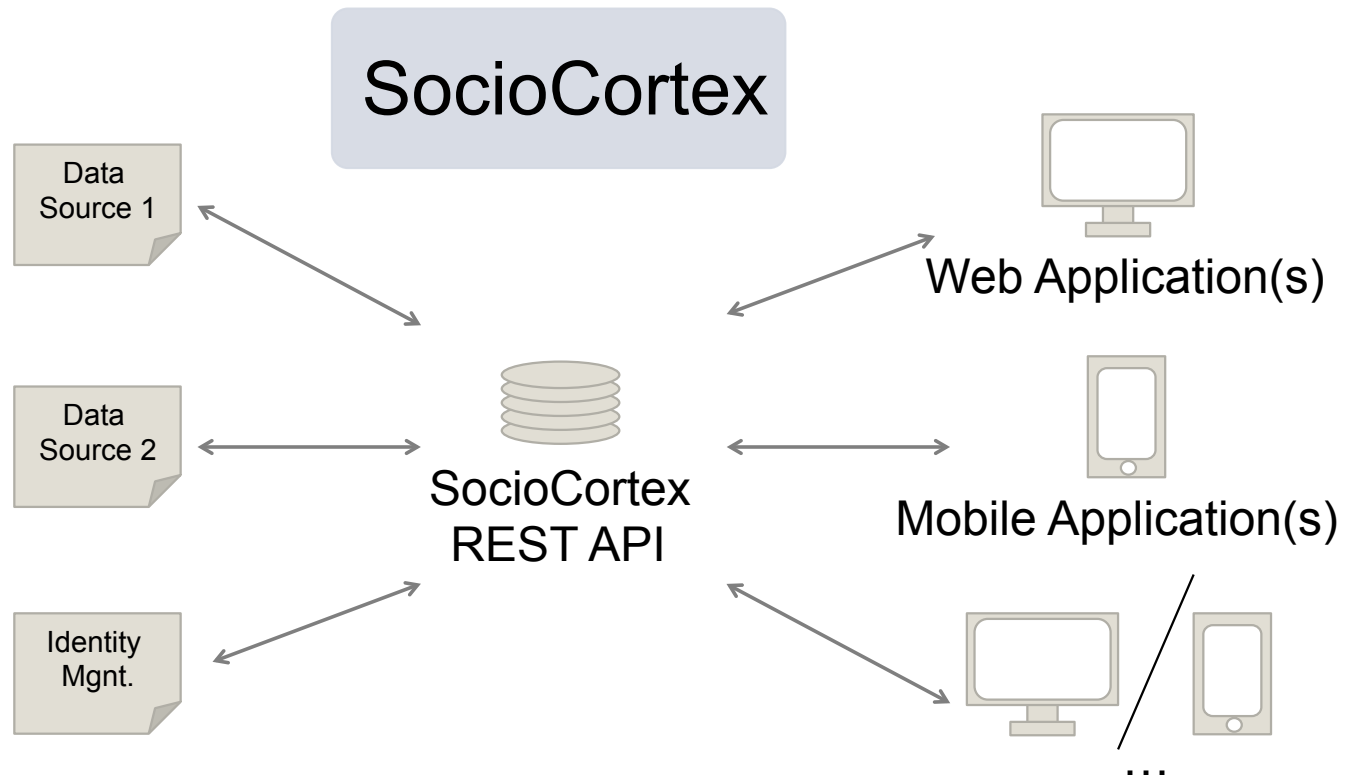 SocioCortex
Data
Source 1
Web Application(s)
Data
Source 2
SocioCortex
REST API
Mobile Application(s)
Identity
Mgnt.
...